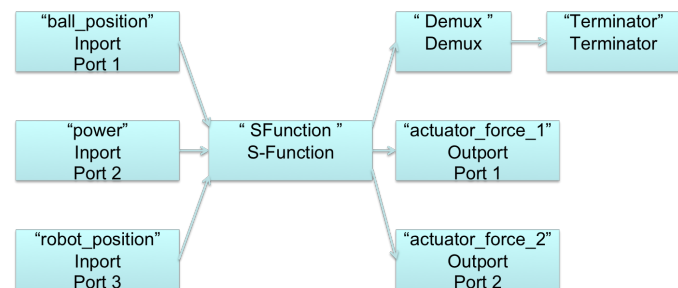 “ball_position”
Inport
Port 1
“ Demux ”
Demux
“Terminator”
Terminator
“power”
Inport
Port 2
“ SFunction ”
S-Function
“actuator_force_1”
Outport
Port 1
“robot_position”
Inport
Port 3
“actuator_force_2”
Outport
Port 2